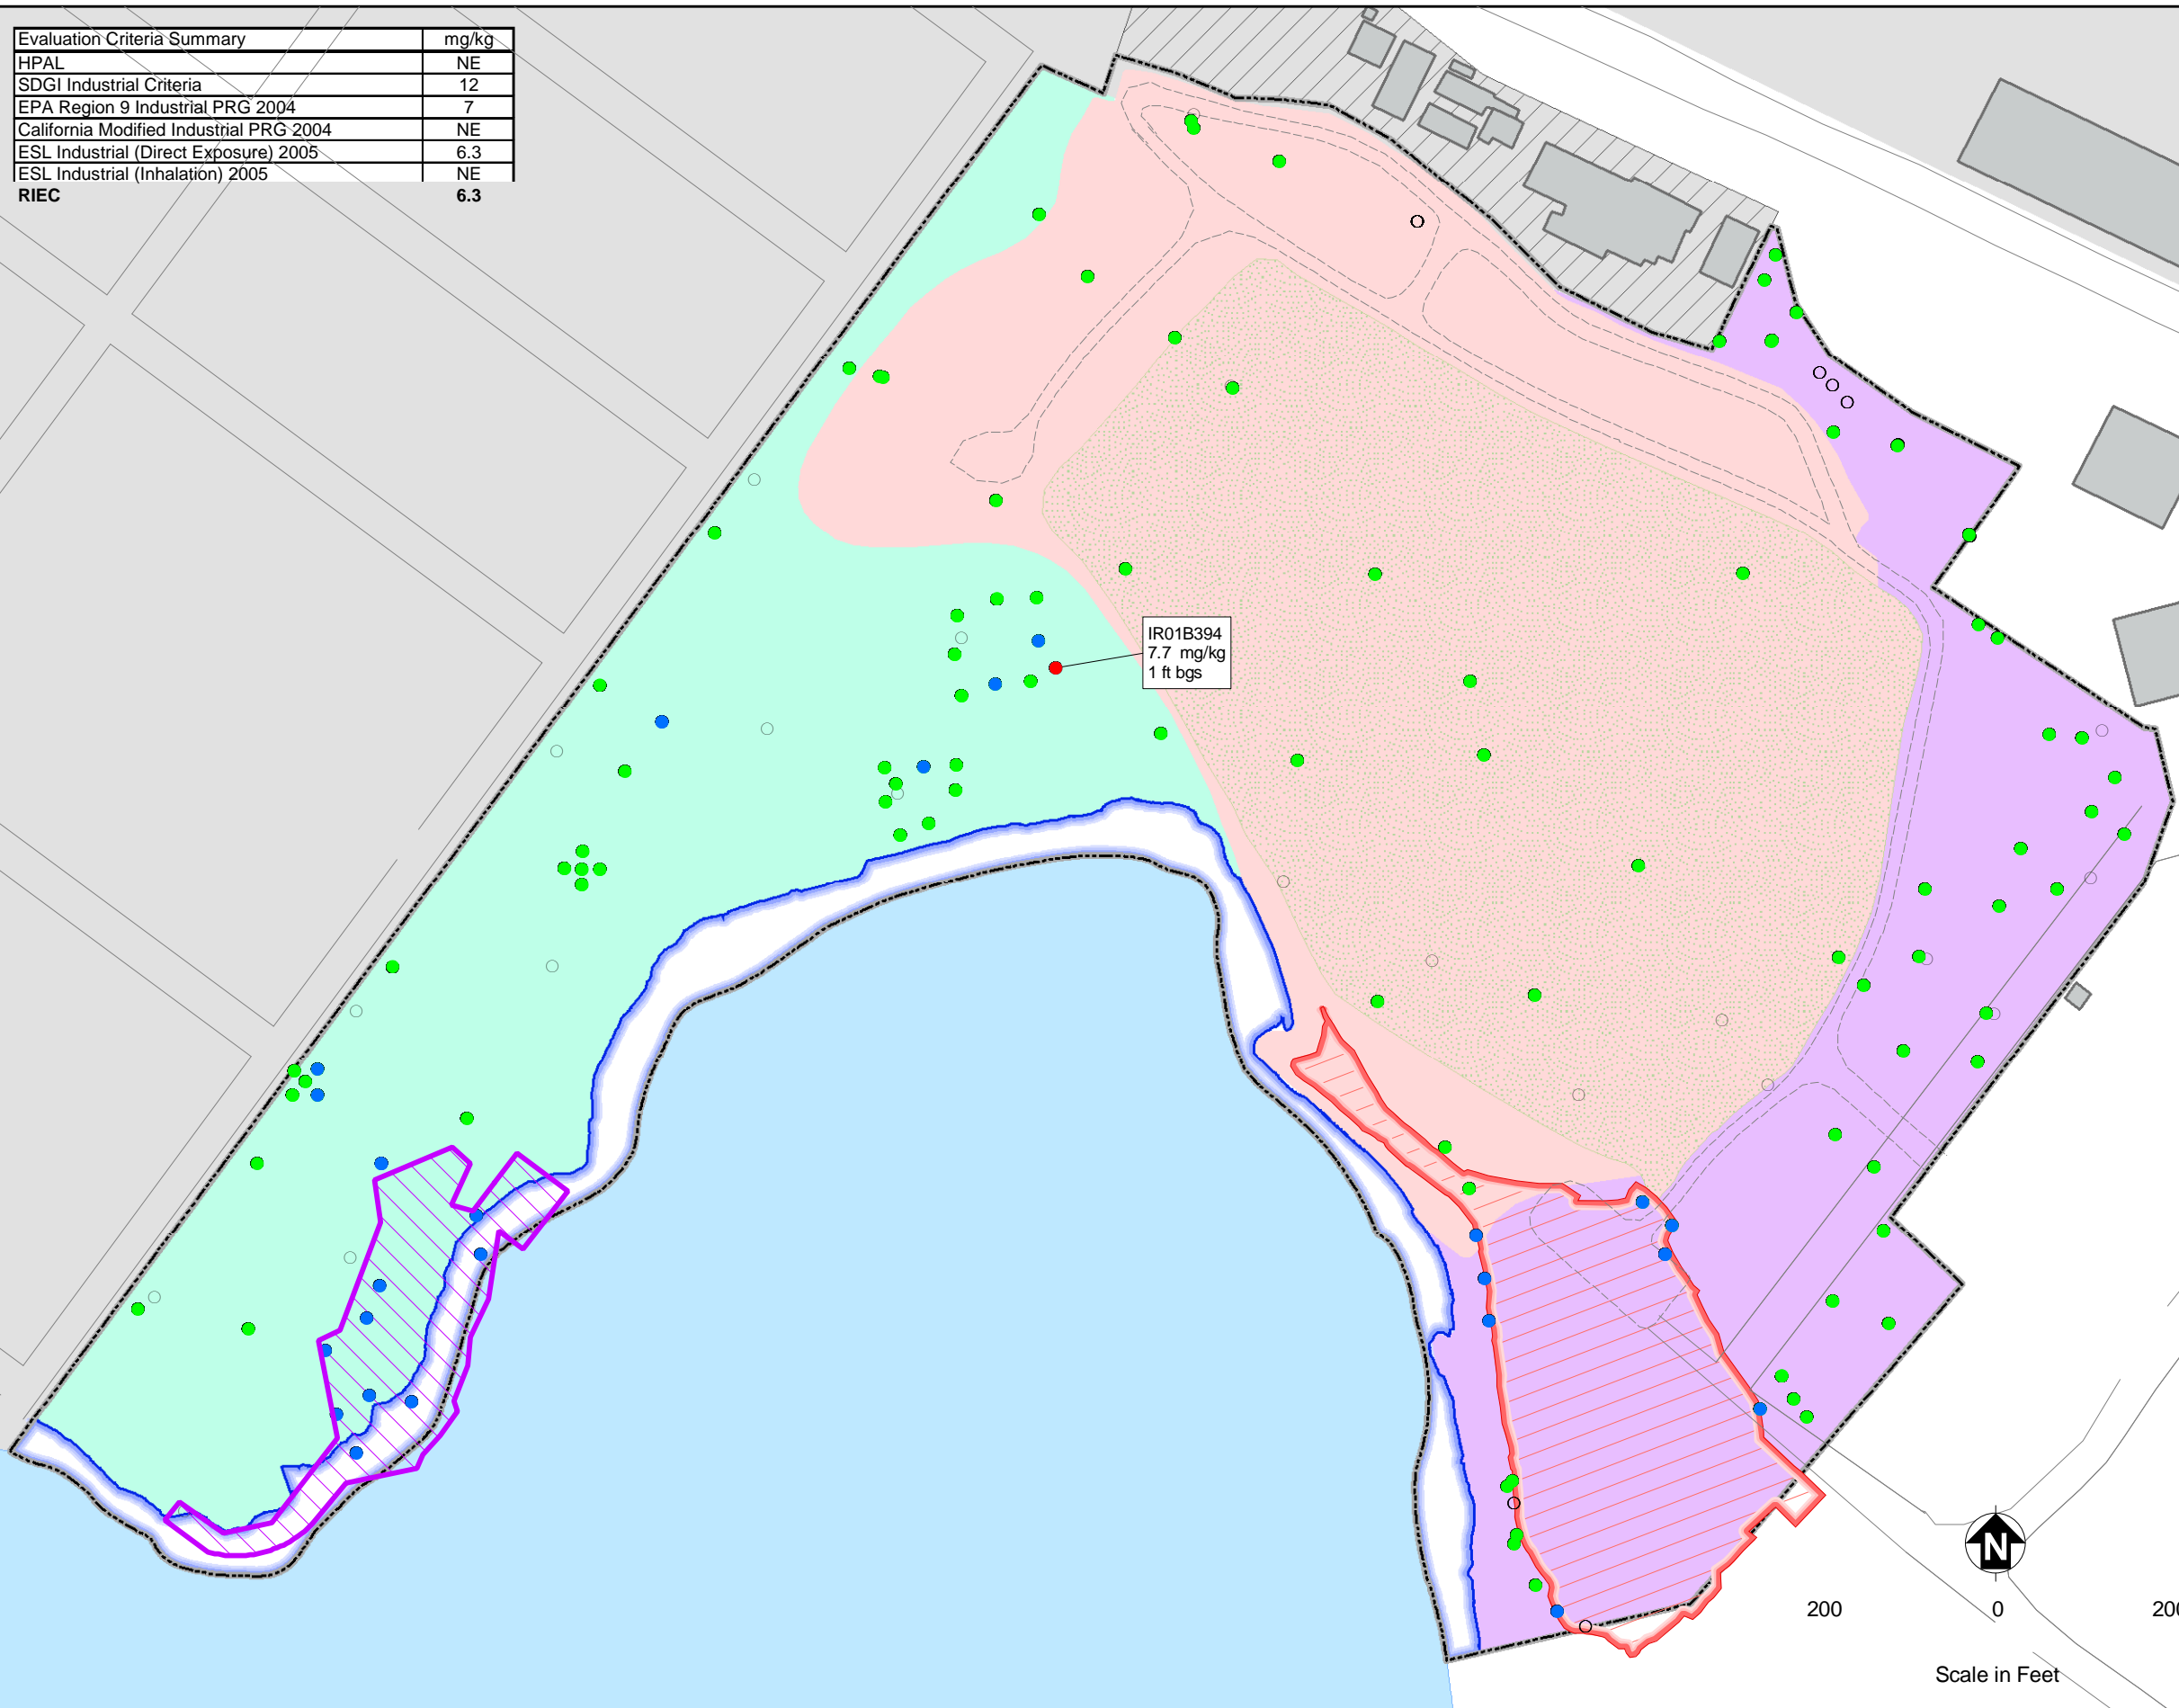 Evaluation Criteria Summary mg/kg
HPAL NE
SDGI Industrial Criteria 12
EPA Region 9 Industrial PRG 2004 7
California Modified Industrial PRG 2004 NE
ESL Industrial (Direct Exposure) 2005 6.3
ESL Industrial (Inhalation) 2005 NE
RIEC 6.3
IR01B394
7.7 mg/kg
1 ft bgs
N
200 0 200
Scale in Feet